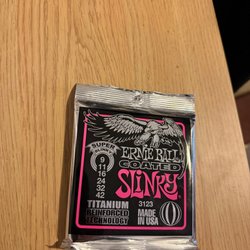 ERNIE BALL
COATED
SLINKY
SUPER
9
11
16
24
32
42
3123
TITANIUM
REINFORCED
TECHNOLOGY
MADE IN USA